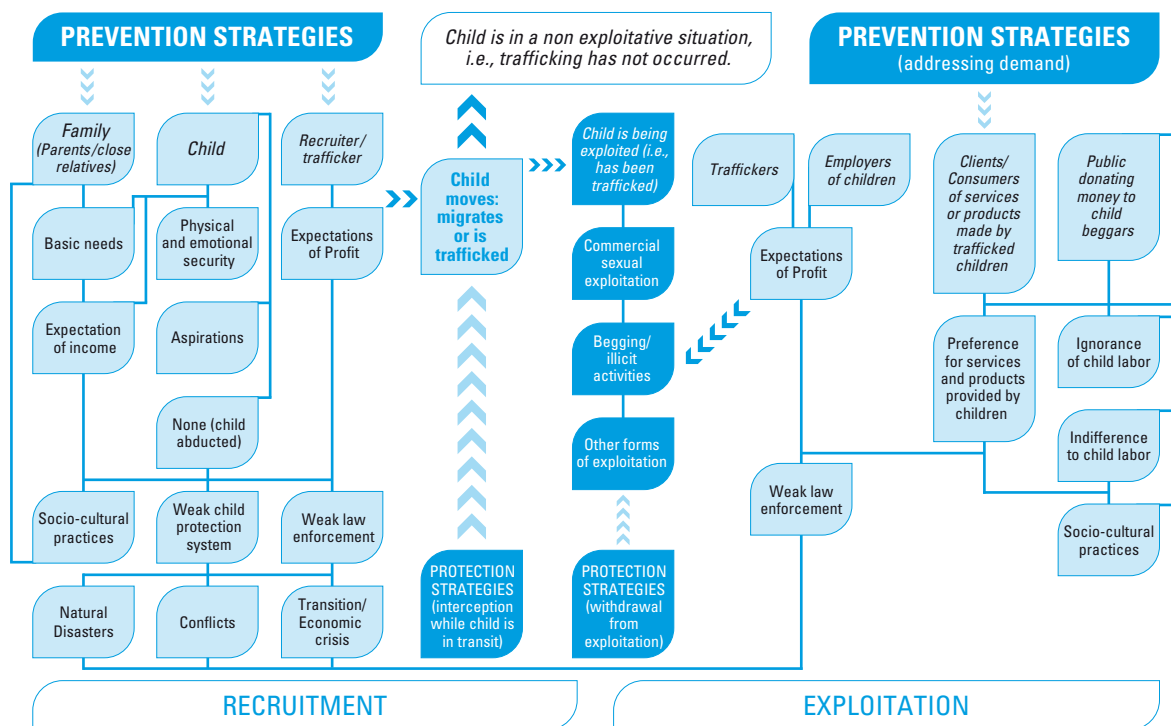 PREVENTION STRATEGIES
Child is in a non exploitative situation,
i.e., trafficking has not occurred.
PREVENTION STRATEGIES
(addressing demand)
Family
(Parents/close
relatives)
Child
Recruiter/
trafficker
Child
moves:
migrates
or is
trafficked
Child is being
exploited (i.e.,
has been
trafficked)
Traffickers
Employers
of children
Clients/
Consumers
of services
or products
made by
trafficked
children
Public
donating
money to
child
beggars
Basic needs
Physical
and emotional
security
Expectations
of Profit
Commercial
sexual
exploitation
Expectations
of Profit
Expectation
of income
Aspirations
Begging/
illicit
activities
Preference
for services
and products
provided by
children
Ignorance
of child labor
None (child
abducted)
Other forms
of exploitation
Indifference
to child labor
Socio-cultural
practices
Weak child
protection
system
Weak law
enforcement
Weak law
enforcement
Socio-cultural
practices
Natural
Disasters
Conflicts
Transition/
Economic
crisis
PROTECTION
STRATEGIES
(interception
while child is
in transit)
PROTECTION
STRATEGIES
(withdrawal
from
exploitation)
RECRUITMENT
EXPLOITATION